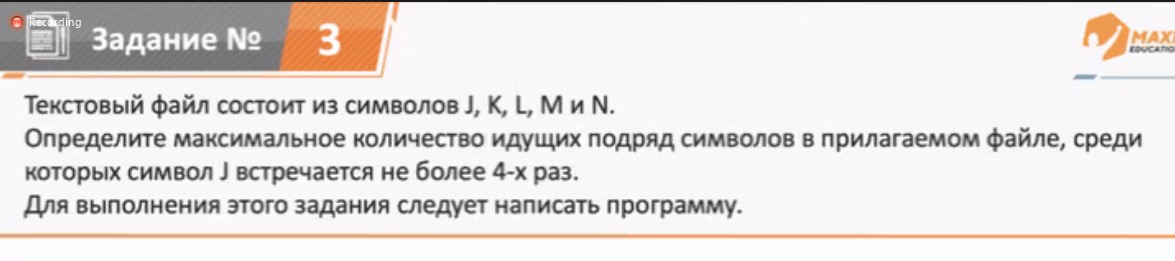 Recording
Задание № 3
MAXI
EDUCATIO
Текстовый файл состоит из символов J, K, L, M и N.
Определите максимальное количество идущих подряд символов в прилагаемом файле, среди
которых символ J встречается не более 4-х раз.
Для выполнения этого задания следует написать программу.